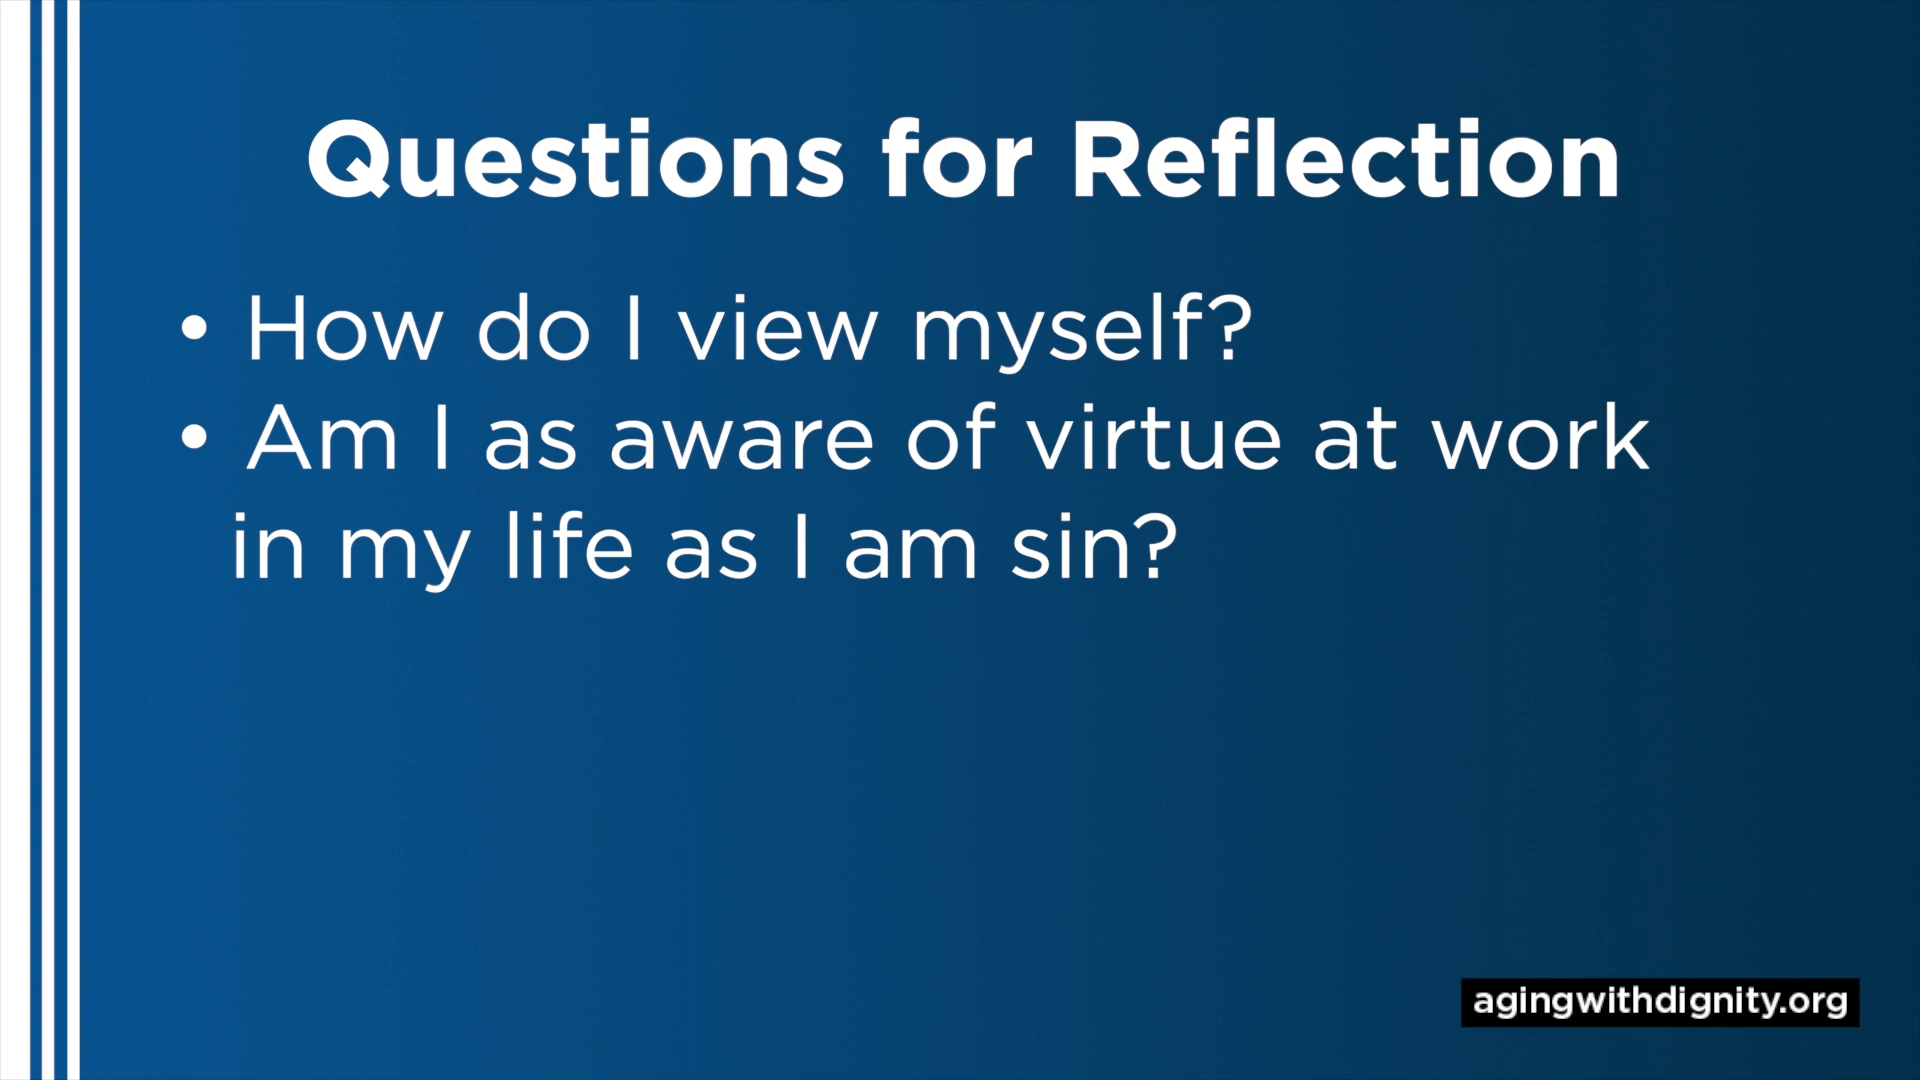 Questions for Reflection
• How do I view myself?
• Am I as aware of virtue at work
in my life as I am sin?
agingwithdignity.org